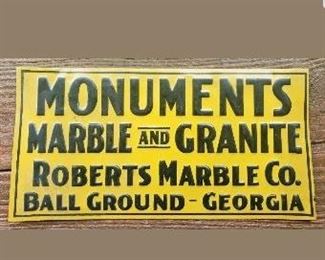 MONUMENTS
MARBLE AND GRANITE
ROBERTS MARBLE CO.
BALL GROUND - GEORGIA